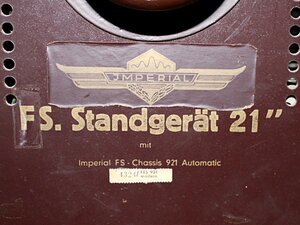 IMPERIAL
FS. Standgerät 21"
mit
Imperial FS - Chassis 921 Automatic